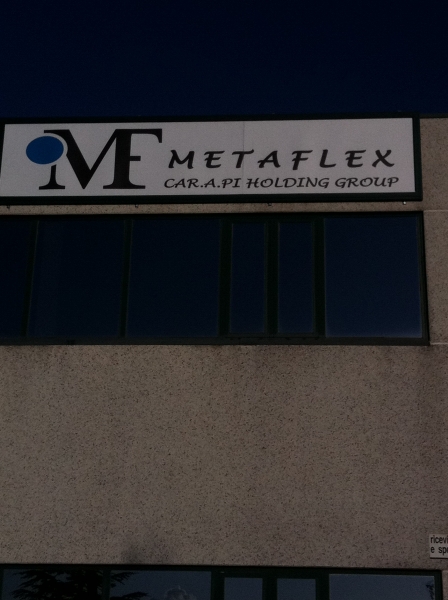 MF METAFLEX
CAR.A.PI HOLDING GROUP